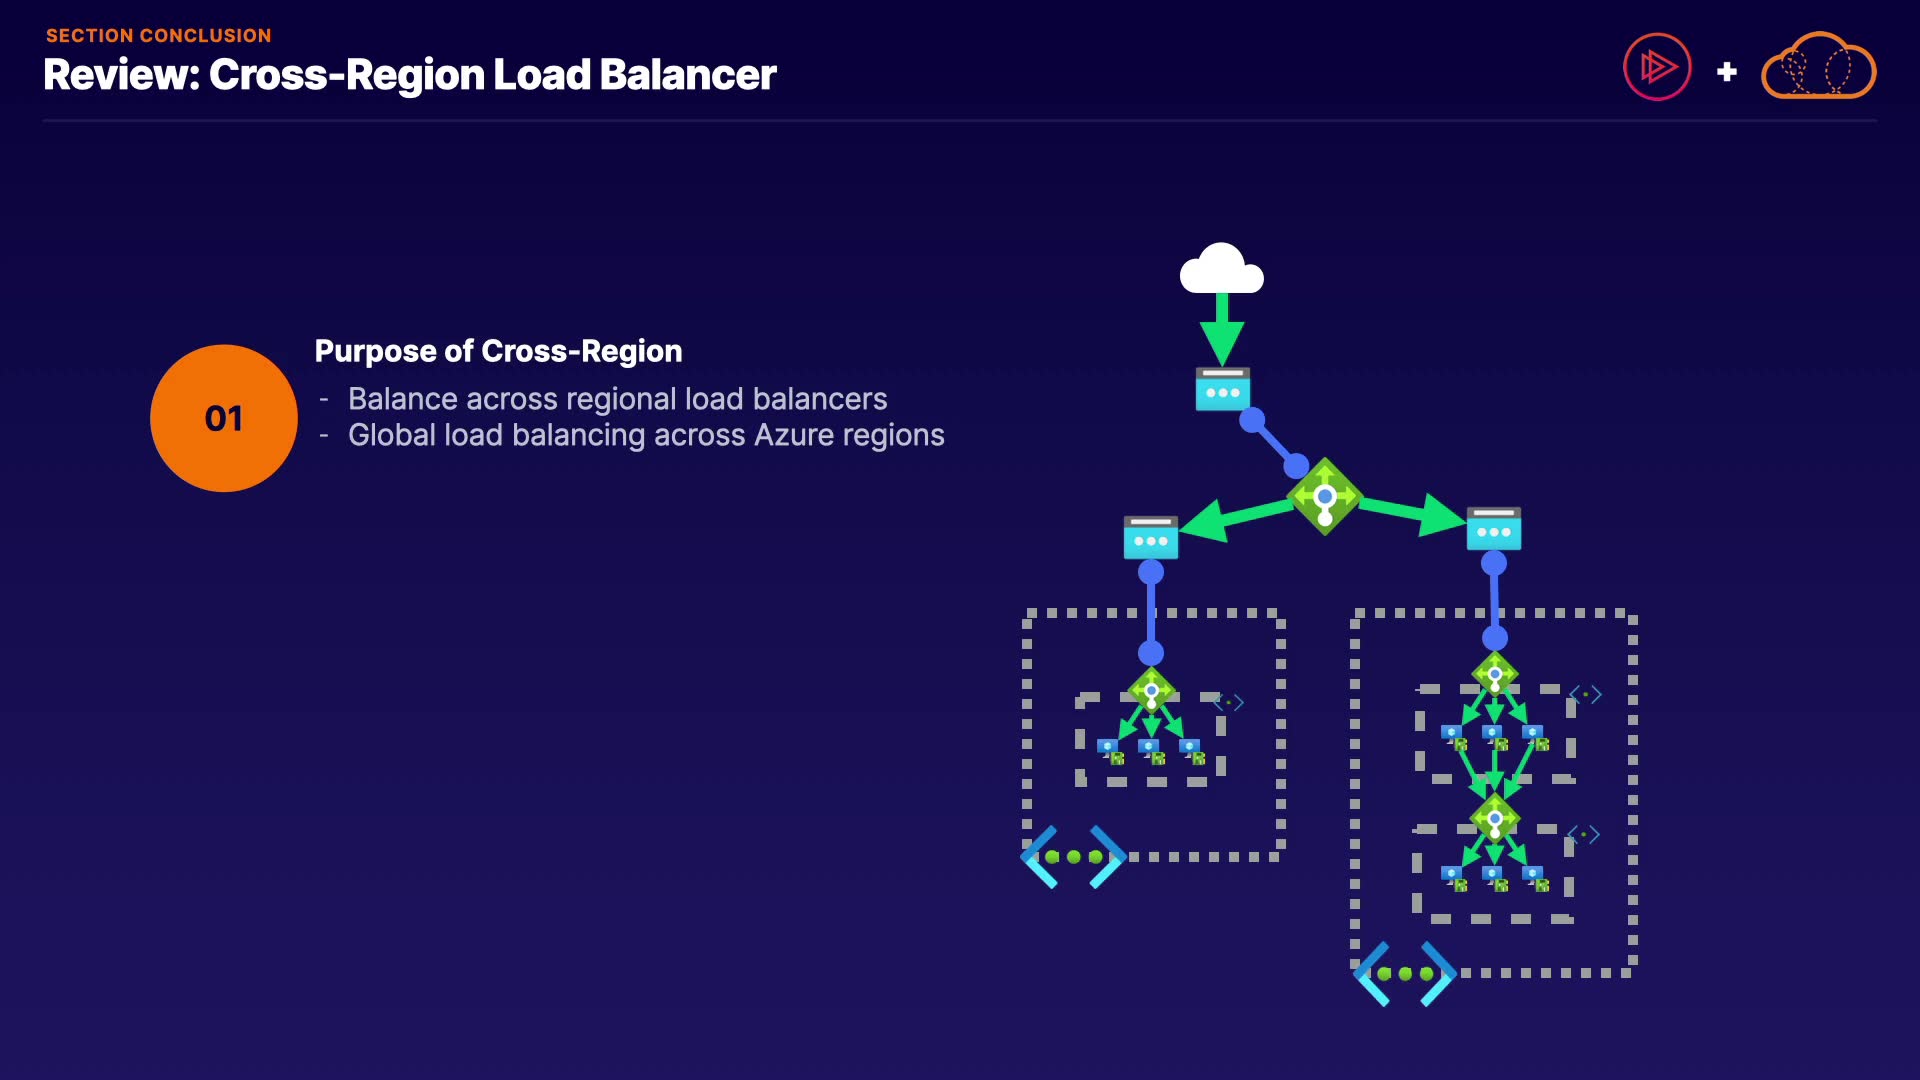 SECTION CONCLUSION
Review: Cross-Region Load Balancer
01
Purpose of Cross-Region
- Balance across regional load balancers
- Global load balancing across Azure regions